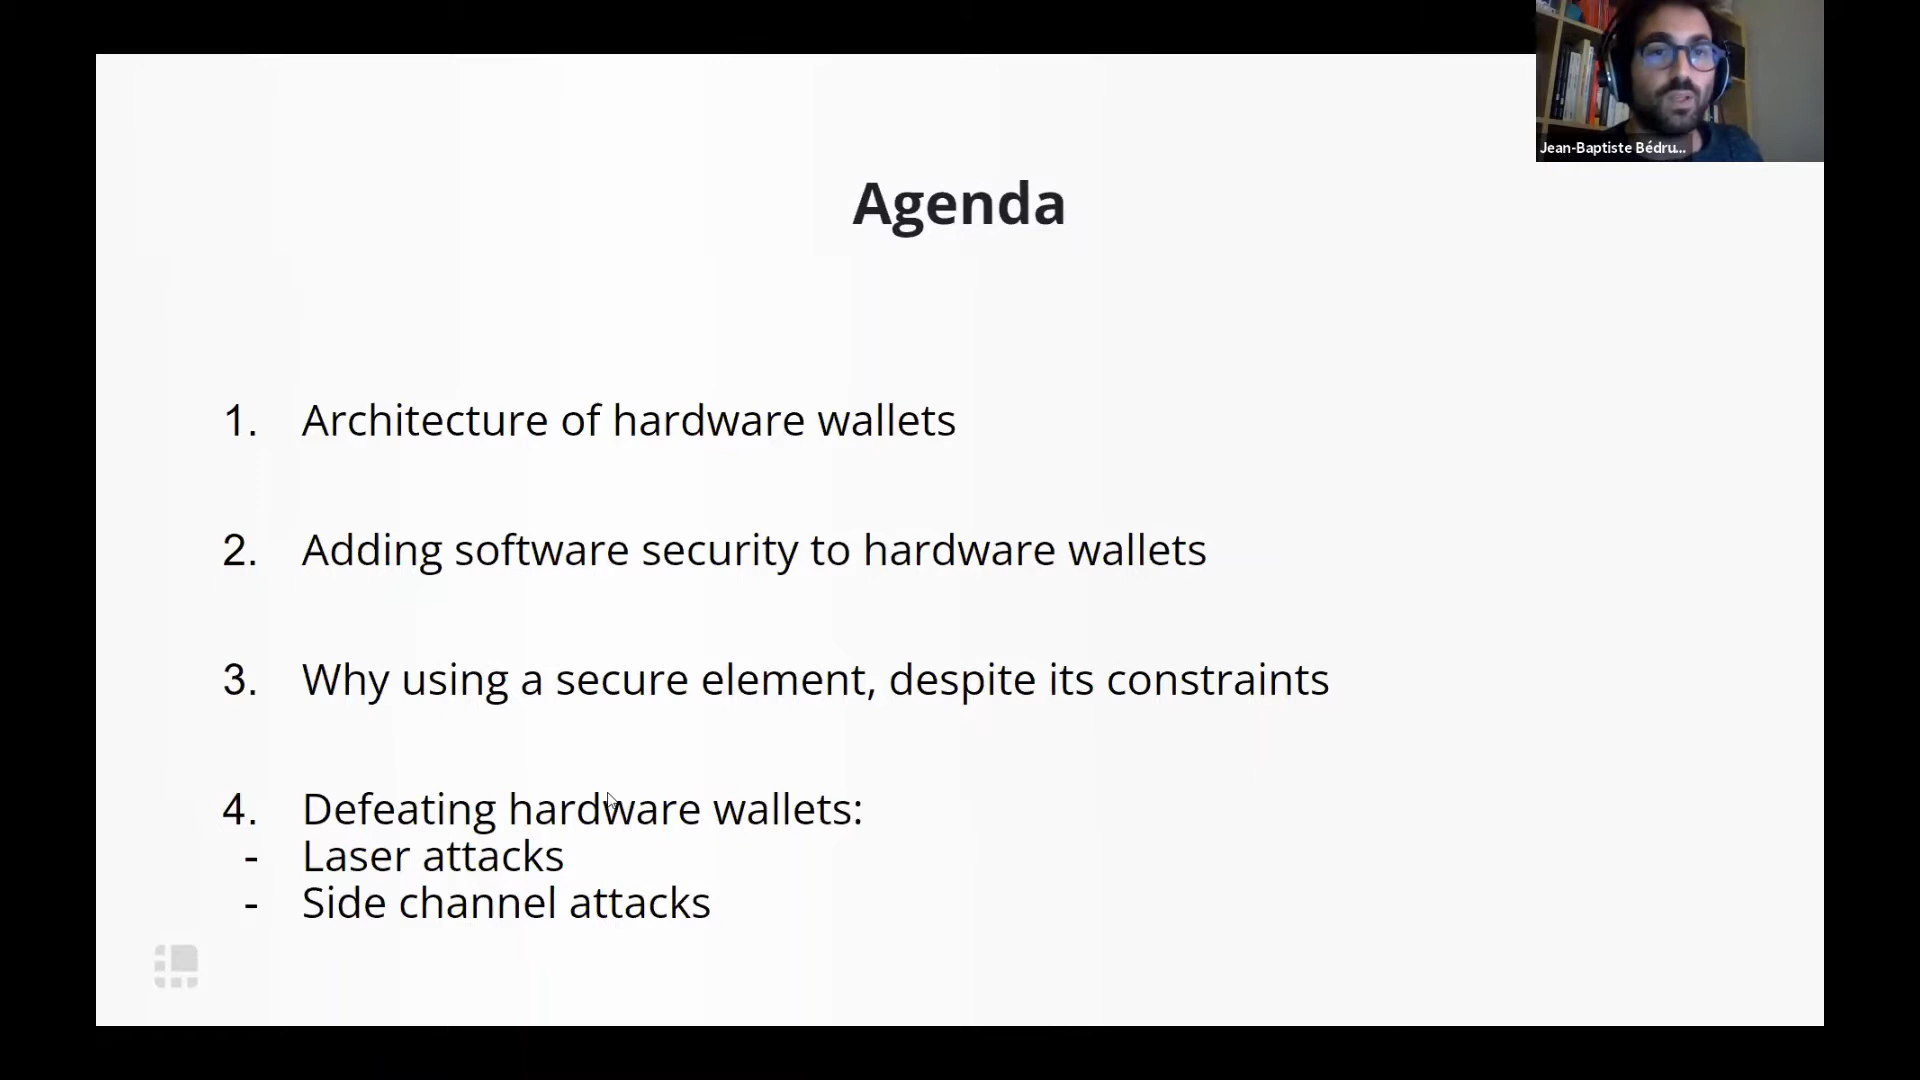 Jean-Baptiste Bédru...
Agenda
1. Architecture of hardware wallets
2. Adding software security to hardware wallets
3. Why using a secure element, despite its constraints
4. Defeating hardware wallets:
- Laser attacks
- Side channel attacks